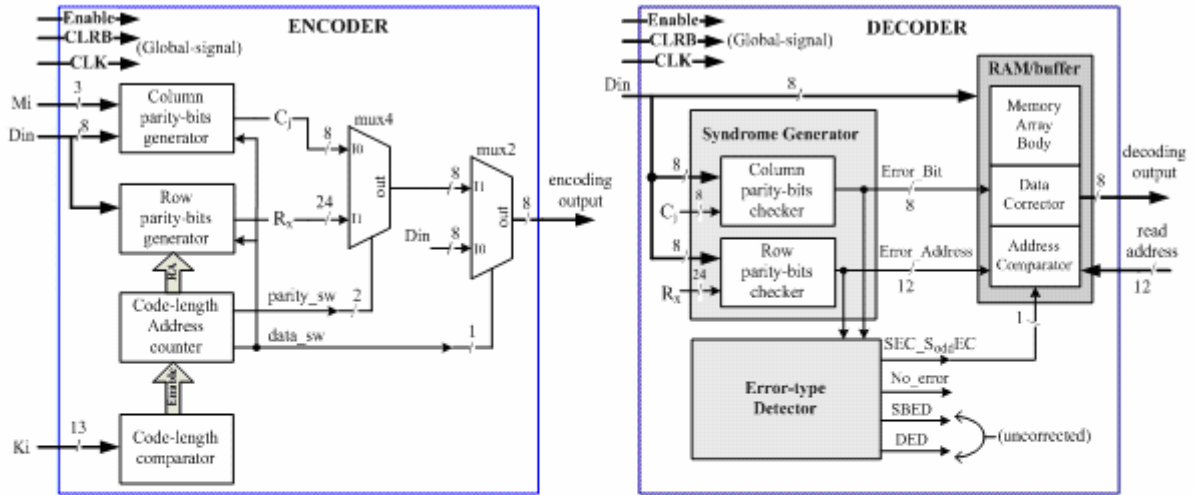 ENCODER
Enable
CLRB
CLK
(Global-signal)
Mi
3
Din
8
Column
parity-bits
generator
Cj
8
mux4
I0
I1
out
Row
parity-bits
generator
Rx
24
RA
Code-length
Address
counter
parity_sw
2
data_sw
1
Enable
Ki
13
Code-length
comparator
mux2
8
I1
Din
8
I0
out
8
encoding
output
DECODER
Enable
CLRB
CLK
(Global-signal)
Din
8
RAM/buffer
Memory
Array
Body
Data
Corrector
Address
Comparator
Syndrome Generator
8
Cj
8
Column
parity-bits
checker
8
Rx
24
Row
parity-bits
checker
Error_Bit
8
Error_Address
12
decoding
output
8
read
address
12
1
Error-type
Detector
SEC_SoddEC
No_error
SBED
DED
(uncorrected)